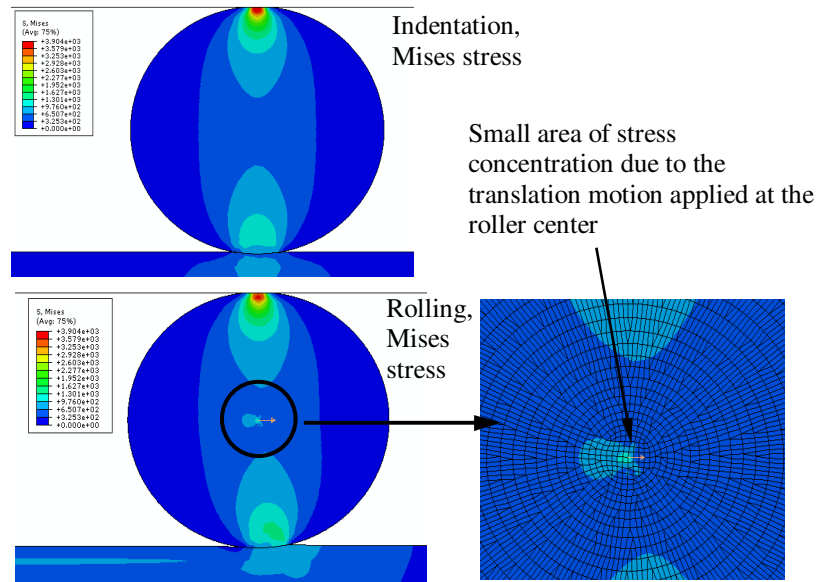 S, Mises
(Avg: 75%)
+3.904e+03
+3.579e+03
+3.253e+03
+2.928e+03
+2.603e+03
+2.277e+03
+1.952e+03
+1.627e+03
+1.301e+03
+9.760e+02
+6.507e+02
+3.253e+02
+0.000e+00
Indentation,
Mises stress
Small area of stress
concentration due to the
translation motion applied at the
roller center
S, Mises
(Avg: 75%)
+3.904e+03
+3.579e+03
+3.253e+03
+2.928e+03
+2.603e+03
+2.277e+03
+1.952e+03
+1.627e+03
+1.301e+03
+9.760e+02
+6.507e+02
+3.253e+02
+0.000e+00
Rolling,
Mises
stress